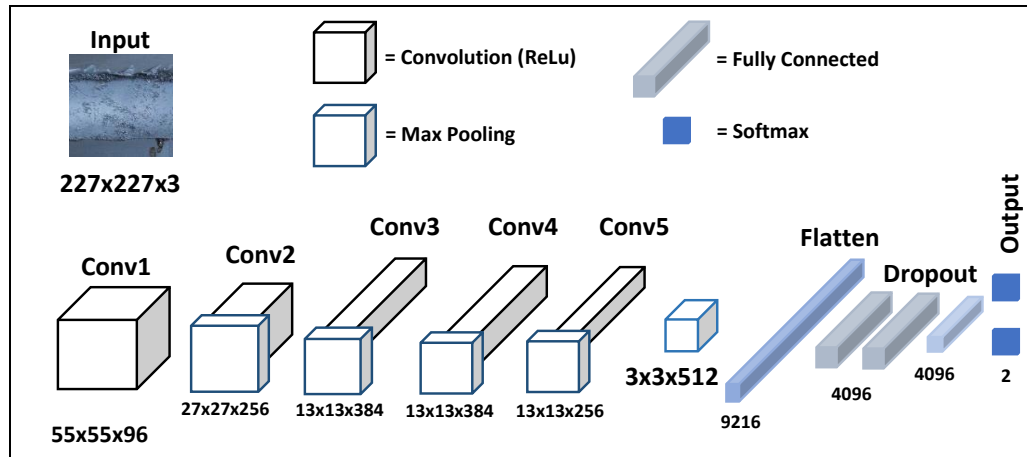 Input
227x227x3
= Convolution (ReLu)
= Max Pooling
= Fully Connected
= Softmax
Conv1
Conv2
Conv3
Conv4
Conv5
Flatten
Dropout
Output
55x55x96
27x27x256
13x13x384
13x13x384
13x13x256
3x3x512
9216
4096
4096
2